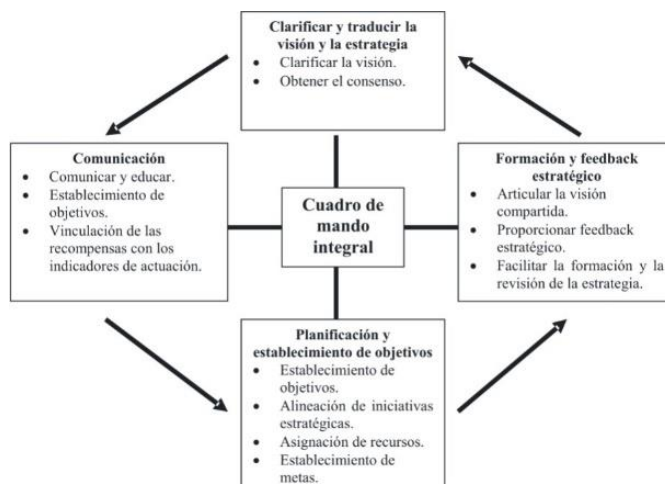 Clarificar y traducir la
visión y la estrategia
• Clarificar la visión.
• Obtener el consenso.
Comunicación
• Comunicar y educar.
• Establecimiento de
objetivos.
• Vinculación de las
recompensas con los
indicadores de actuación.
Cuadro de
mando
integral
Formación y feedback
estratégico
• Articular la visión
compartida.
• Proporcionar feedback
estratégico.
• Facilitar la formación y la
revisión de la estrategia.
Planificación y
establecimiento de objetivos
• Establecimiento de
objetivos.
• Alineación de iniciativas
estratégicas.
• Asignación de recursos.
• Establecimiento de
metas.